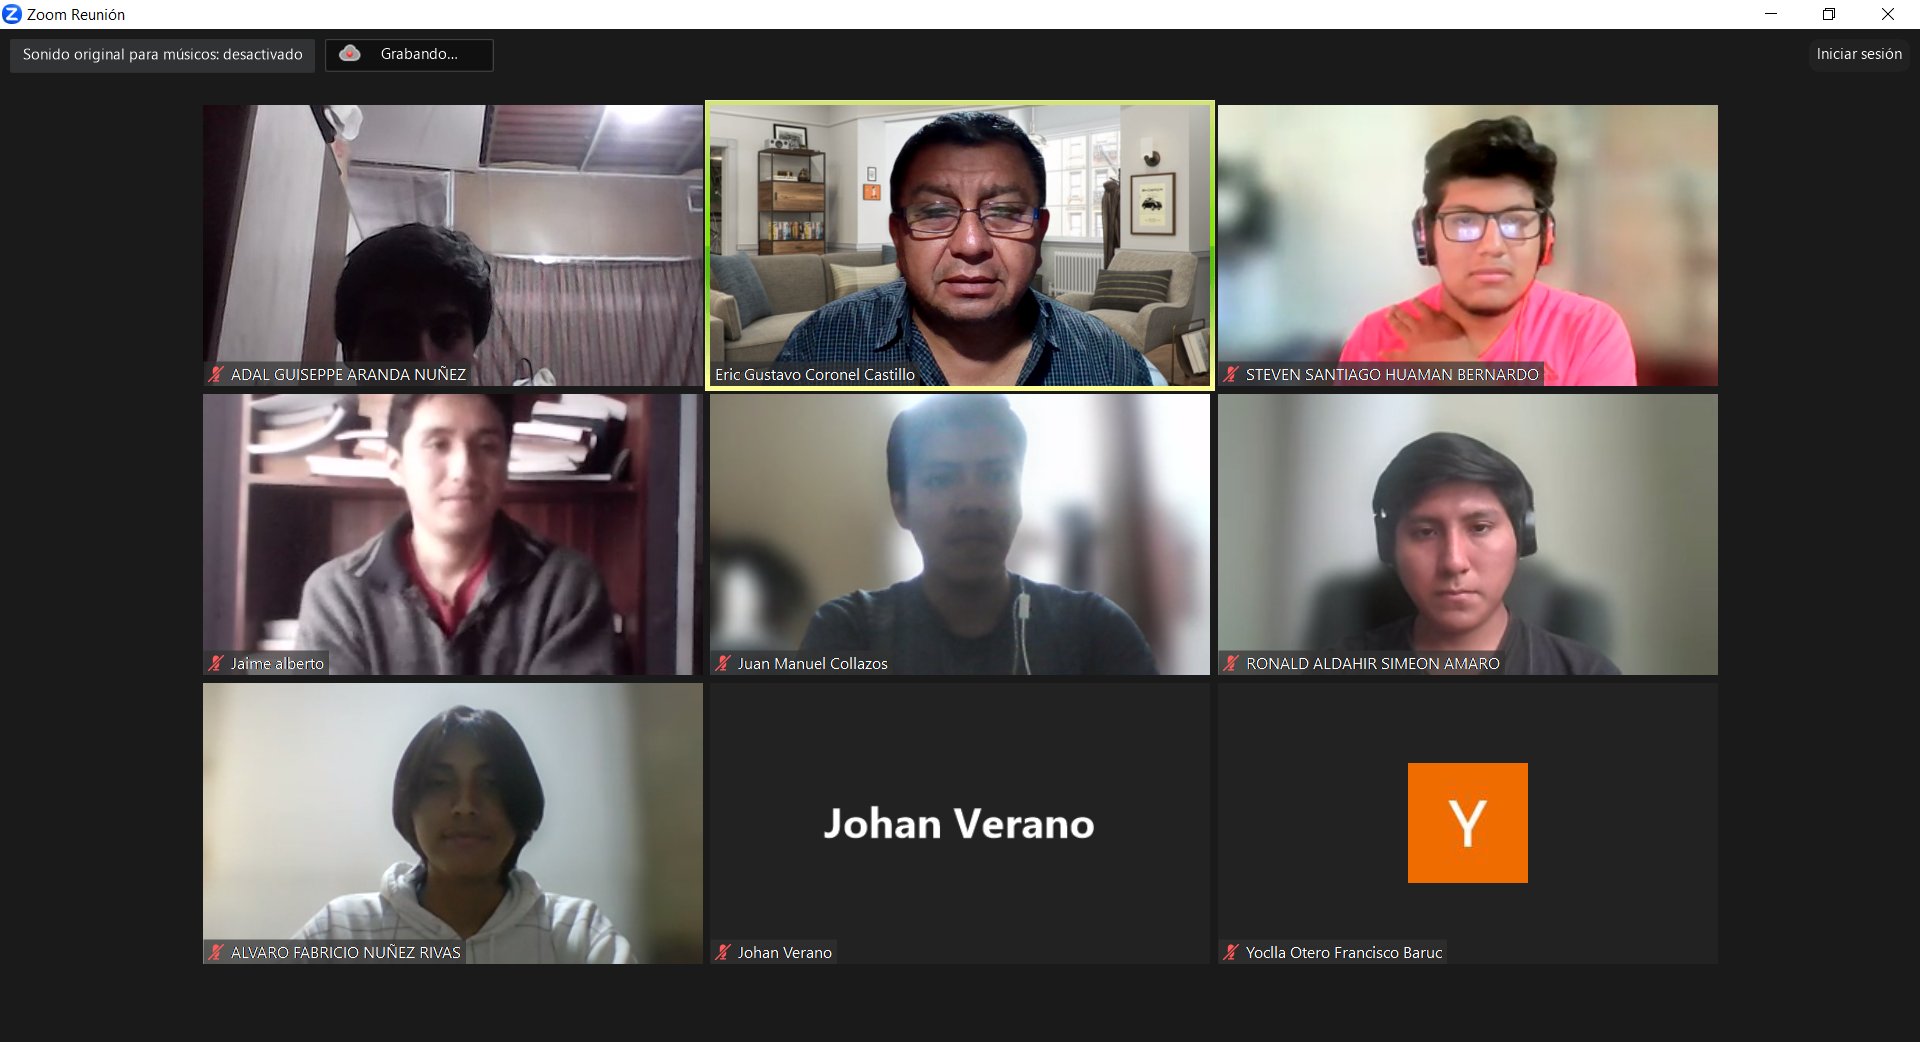 Zoom Reunión
Sonido original para músicos: desactivado
Grabando...
Iniciar sesión
ADAL GUISEPPE ARANDA NUÑEZ
Eric Gustavo Coronel Castillo
STEVEN SANTIAGO HUAMAN BERNARDO
Jaime alberto
Juan Manuel Collazos
RONALD ALDAHIR SIMEON AMARO
ALVARO FABRICIO NUÑEZ RIVAS
Johan Verano
Johan Verano
Y
Yoclla Otero Francisco Baruc